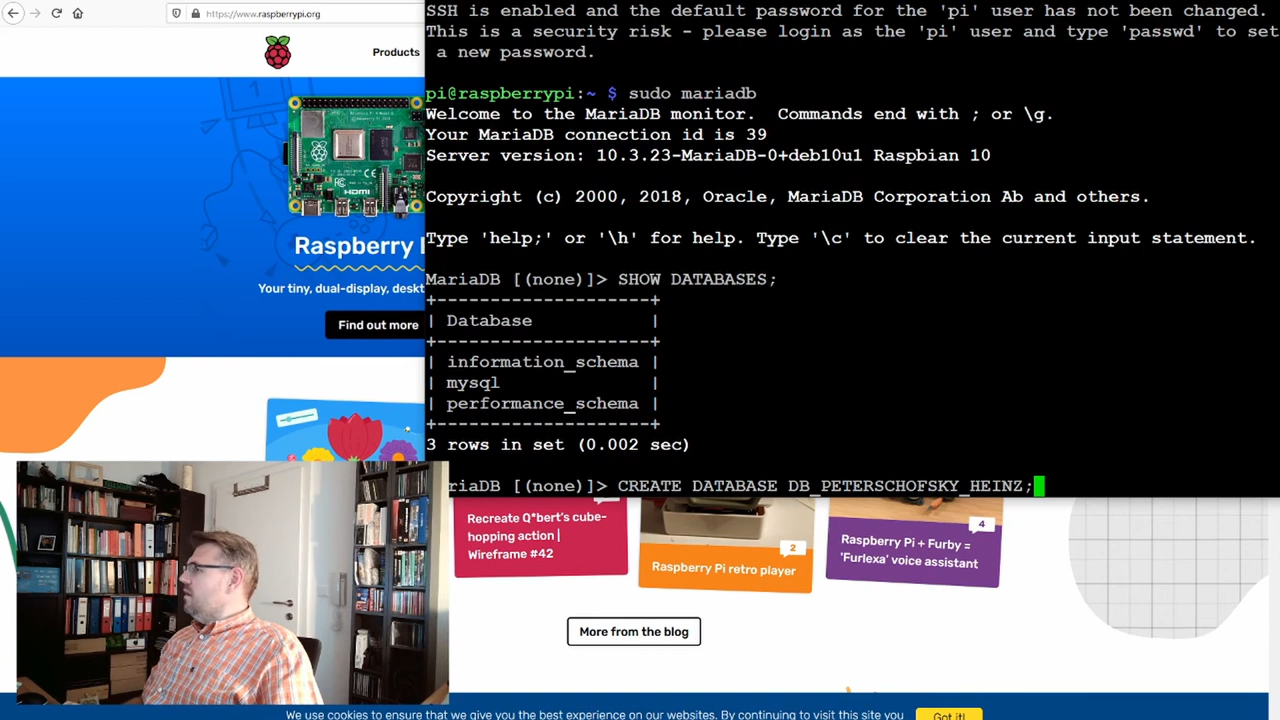 https://www.raspberrypi.org
Products
Raspberry
Your tiny, dual-display, deskt
Find out more
SSH is enabled and the default password for the 'pi' user has not been changed.
This is a security risk - please login as the 'pi' user and type 'passwd' to set
a new password.
pi@raspberrypi:~ $ sudo mariadb
Welcome to the MariaDB monitor.  Commands end with ; or \g.
Your MariaDB connection id is 39
Server version: 10.3.23-MariaDB-0+deb10u1 Raspbian 10
Copyright (c) 2000, 2018, Oracle, MariaDB Corporation Ab and others.
Type 'help;' or '\h' for help. Type '\c' to clear the current input statement.
MariaDB [(none)]> SHOW DATABASES;
+--------------------+
| Database           |
+--------------------+
| information_schema |
| mysql              |
| performance_schema |
+--------------------+
3 rows in set (0.002 sec)
riaDB [(none)]> CREATE DATABASE DB_PETERSCHOFSKY_HEINZ;
Recreate Q*bert's cube-
hopping action |
Wireframe #42
2
Raspberry Pi retro player
4
Raspberry Pi + Furby =
'Furlexa' voice assistant
More from the blog
We use cookies to ensure that we give you the best experience on our websites. By continuing to visit this site you
Got it!